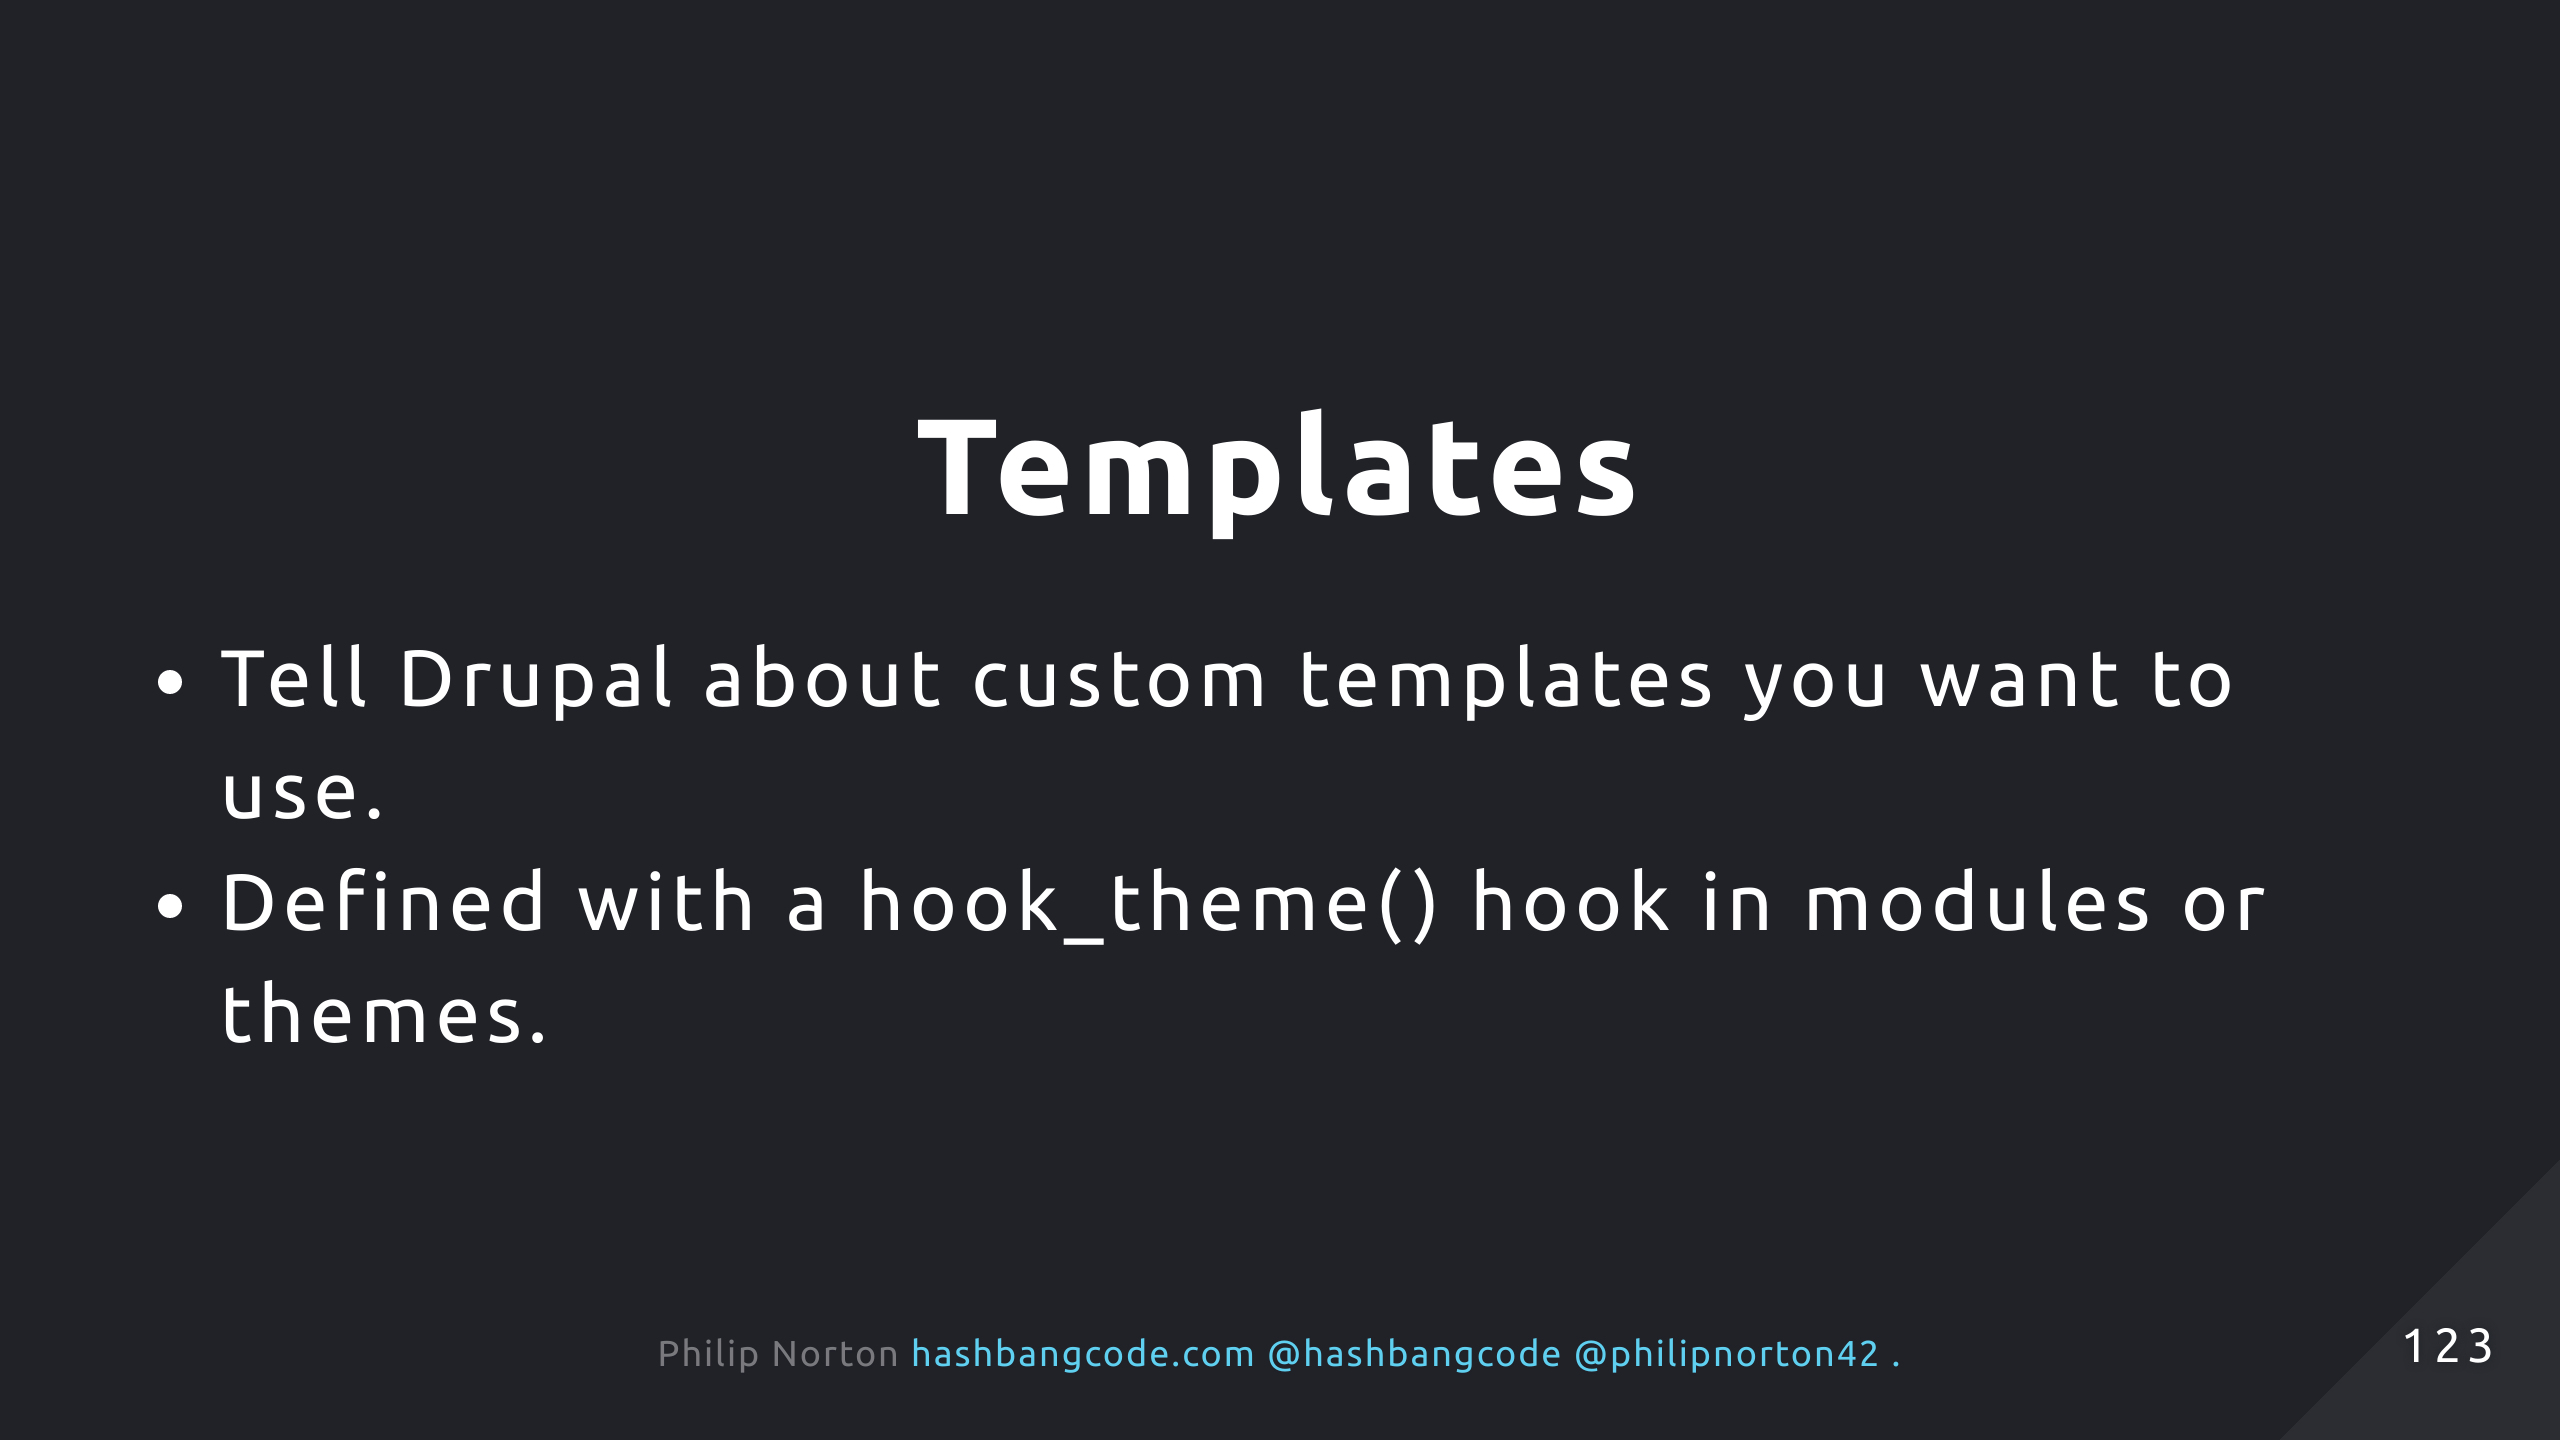 Templates
• Tell Drupal about custom templates you want to
use.
• Defined with a hook_theme() hook in modules or
themes.
Philip Norton hashbangcode.com @hashbangcode @philipnorton42 .
123